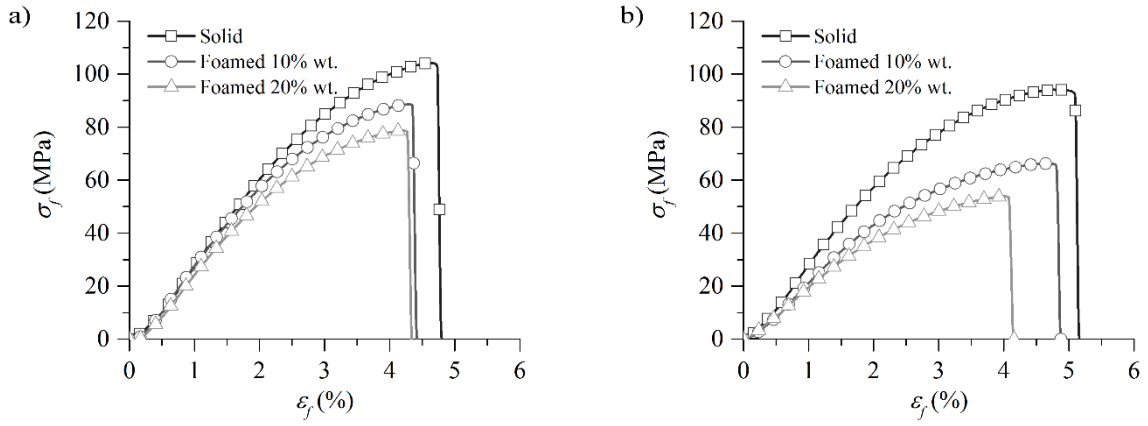 a)
120
100
80
60
40
20
0
σf (MPa)
Solid
Foamed 10% wt.
Foamed 20% wt.
0 1 2 3 4 5 6
εf (%)
b)
120
100
80
60
40
20
0
σf (MPa)
Solid
Foamed 10% wt.
Foamed 20% wt.
0 1 2 3 4 5 6
εf (%)